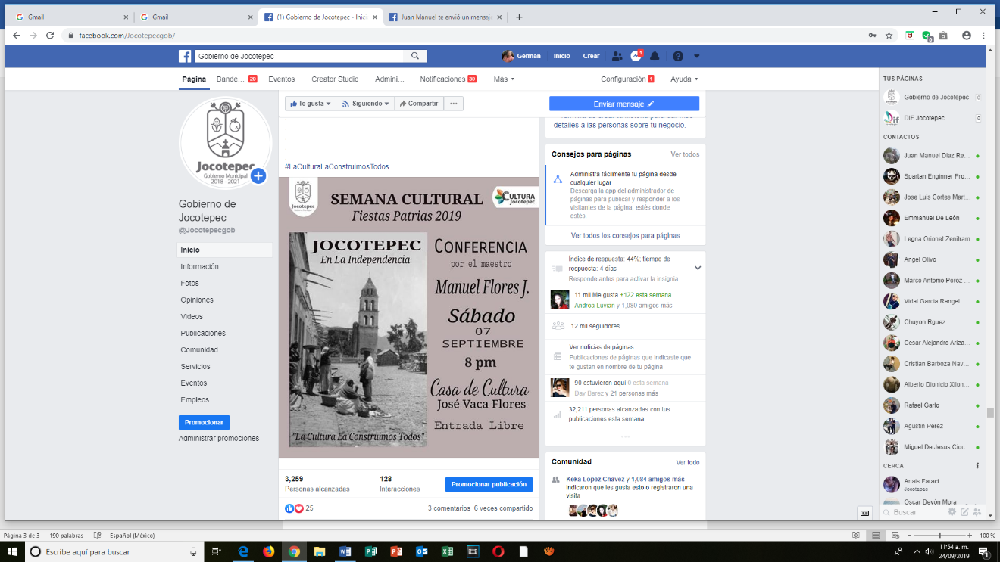 Gmail
Gmail
(1) Gobierno de Jocotepec - Inic
Juan Manuel te envió un mensaje
facebook.com/Jocotepecgob/
Gobierno de Jocotepec
German
Inicio
Crear
1
Página
Bande... 20
Eventos
Creator Studio
Admini...
Notificaciones 39
Más
Configuración 1
Ayuda
Jocotepec
Gobierno Municipal
2018 - 2021
Gobierno de
Jocotepec
@Jocotepecgob
Inicio
Información
Fotos
Opiniones
Videos
Publicaciones
Comunidad
Servicios
Eventos
Empleos
Promocionar
Administrar promociones
Te gusta
Siguiendo
Compartir
...
Enviar mensaje
#LaCulturaLaConstruimosTodos
Jocotepec
CULTURA
Jocotepec
SEMANA CULTURAL
Fiestas Patrias 2019
JOCOTEPEC
En La Independencia
"La Cultura La Construimos Todos"
CONFERENCIA
por el maestro
Manuel Flores J.
Sábado
07
SEPTIEMBRE
8 pm
Casa de Cultura
José Vaca Flores
Entrada Libre
3,259
Personas alcanzadas
128
Interacciones
Promocionar publicación
25
3 comentarios 6 veces compartido
detalles a las personas sobre tu negocio.
Consejos para páginas
Ver todos
Administra fácilmente tu página desde
cualquier lugar
Descarga la app del administrador de
páginas para publicar y responder a los
visitantes de la página, estés donde
estés.
Ver todos los consejos para páginas
Índice de respuesta: 44%; tiempo de
respuesta: 4 días
Responde antes para activar la insignia
11 mil Me gusta +122 esta semana
Andrea Luvian y 1,080 amigos más
12 mil seguidores
Ver noticias de páginas
Publicaciones de páginas que indicaste que
te gustan en nombre de tu página
90 estuvieron aquí 0 esta semana
Day Barez y 21 personas más
32,211 personas alcanzadas con tus
publicaciones esta semana
...
Comunidad
Ver todo
Keka Lopez Chavez y 1,084 amigos más
indicaron que les gusta esto o registraron una
visita
TUS PÁGINAS
Gobierno de Jocotepec
Dif
DIF Jocotepec
CONTACTOS
Juan Manuel Diaz Re...
Spartan Enginner Pro...
Jose Luis Cortes Mart...
Emmanuel De León
Legna Orionet Zenitram
Angel Olivo
Marco Antonio Perez ...
Vidal Garcia Rangel
Chuyon Rguez
Cesar Alejandro Ariza...
Cristian Barboza Nav...
Alberto Dionicio Xilon...
Rafael Garlo
Agustin Perez
Miguel De Jesus Cioc...
CERCA
Anais Faraci
Jocotepec
Oscar Devón Mora
Buscar
Página 3 de 3
190 palabras
Español (México)
100 %
Escribe aquí para buscar
11:54 a. m.
24/09/2019
1